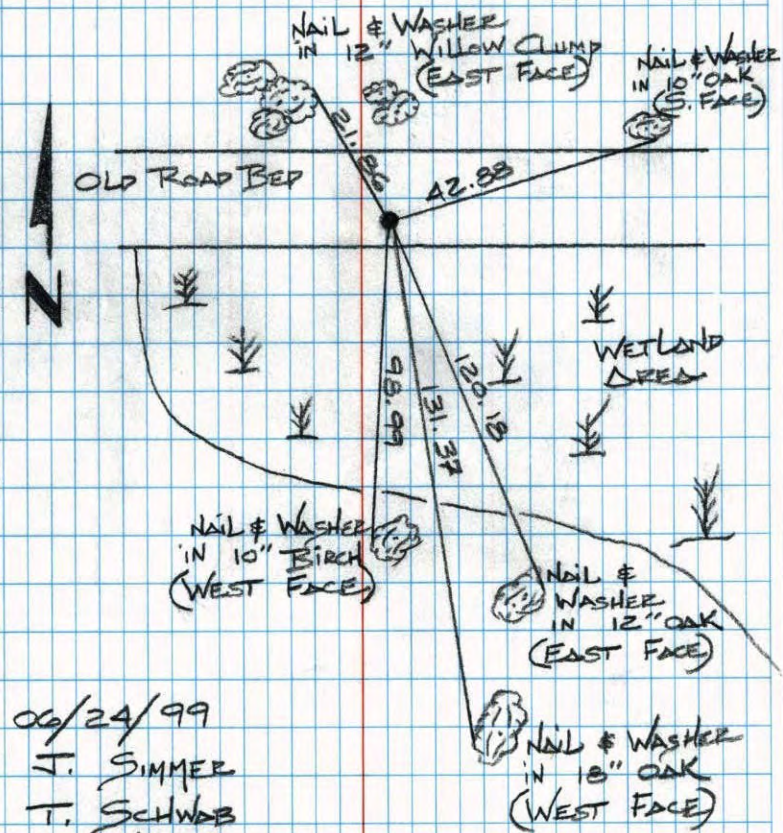 NAIL & WASHER
IN 12" WILLOW CLUMP
(EAST FACE)
NAIL & WASHER
IN 10" OAK
(S. FACE)
21.86
42.88
OLD ROAD BED
N
WETLAND
AREA
98.99
131.37
120.18
NAIL & WASHER
IN 10" BIRCH
(WEST FACE)
NAIL &
WASHER
IN 12" OAK
(EAST FACE)
NAIL & WASHER
IN 18" OAK
(WEST FACE)
06/24/99
J. SIMMER
T. SCHWAB